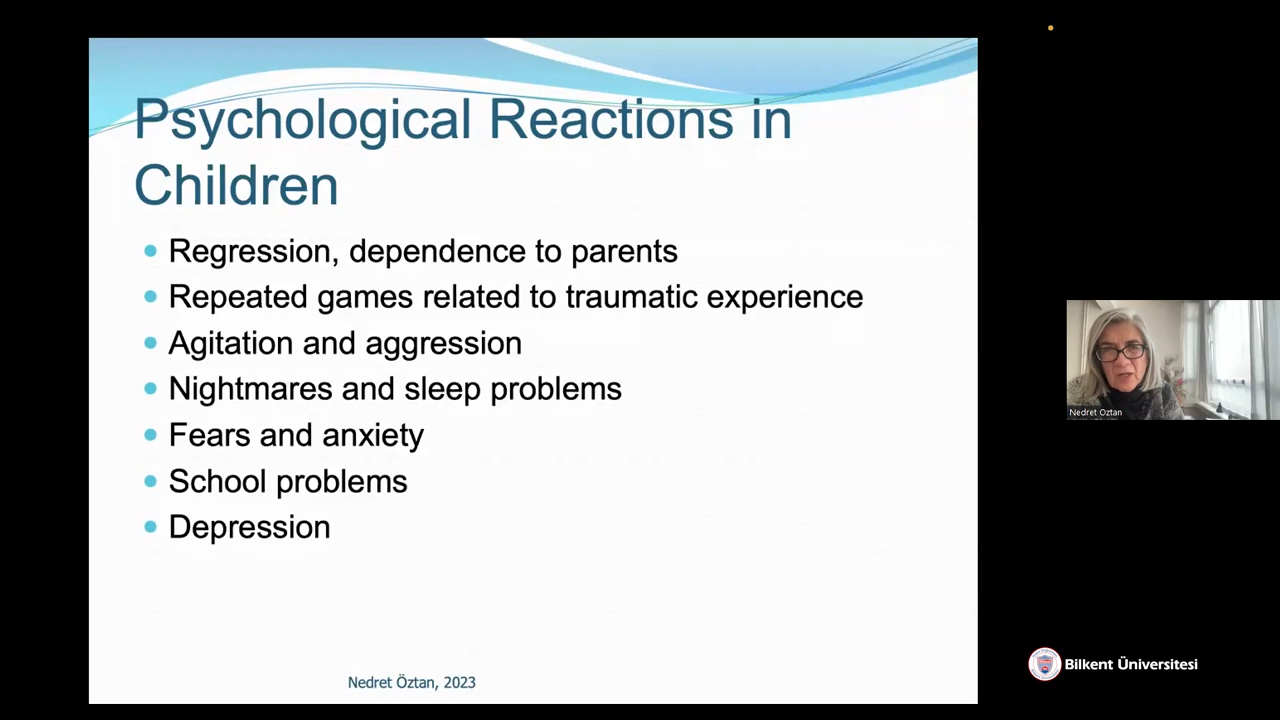 Psychological Reactions in
Children
Regression, dependence to parents
Repeated games related to traumatic experience
Agitation and aggression
Nightmares and sleep problems
Fears and anxiety
School problems
Depression
Nedret Öztan, 2023
Nedret Oztan
Bilkent Üniversitesi